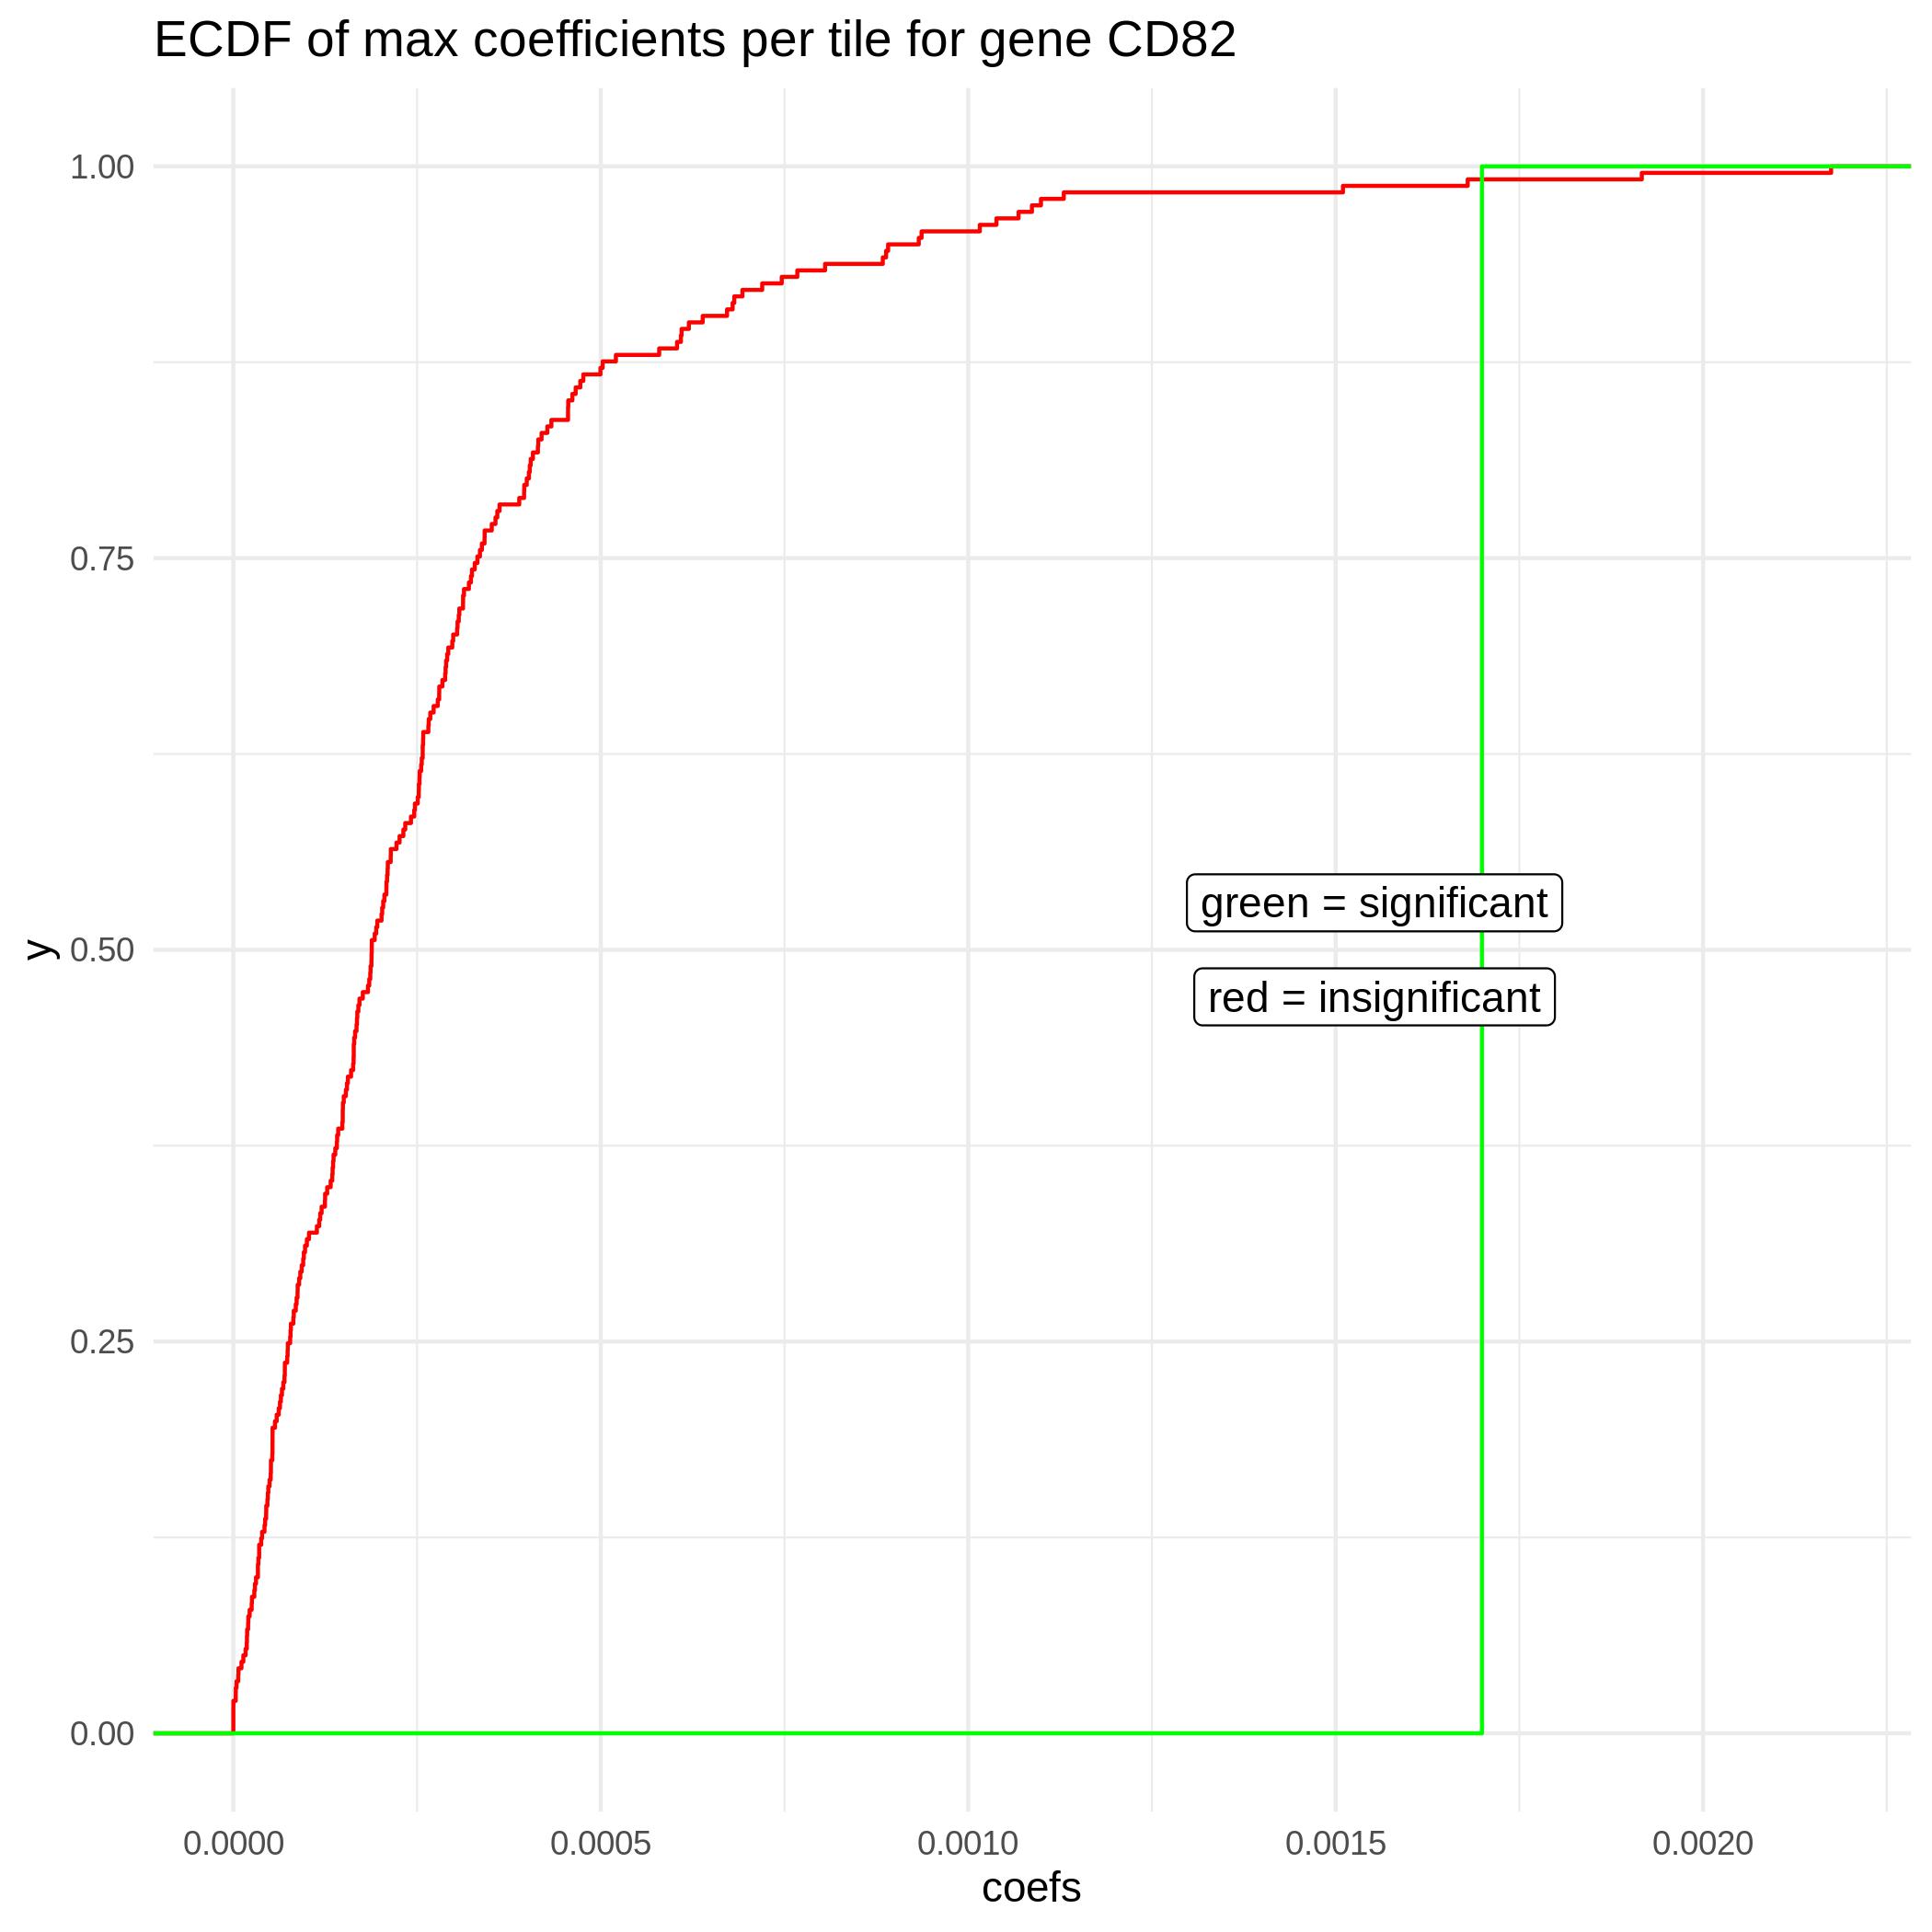 ECDF of max coefficients per tile for gene CD82
1.00
0.75
0.50
0.25
0.00
y
green = significant
red = insignificant
0.0000 0.0005 0.0010 0.0015 0.0020
coefs